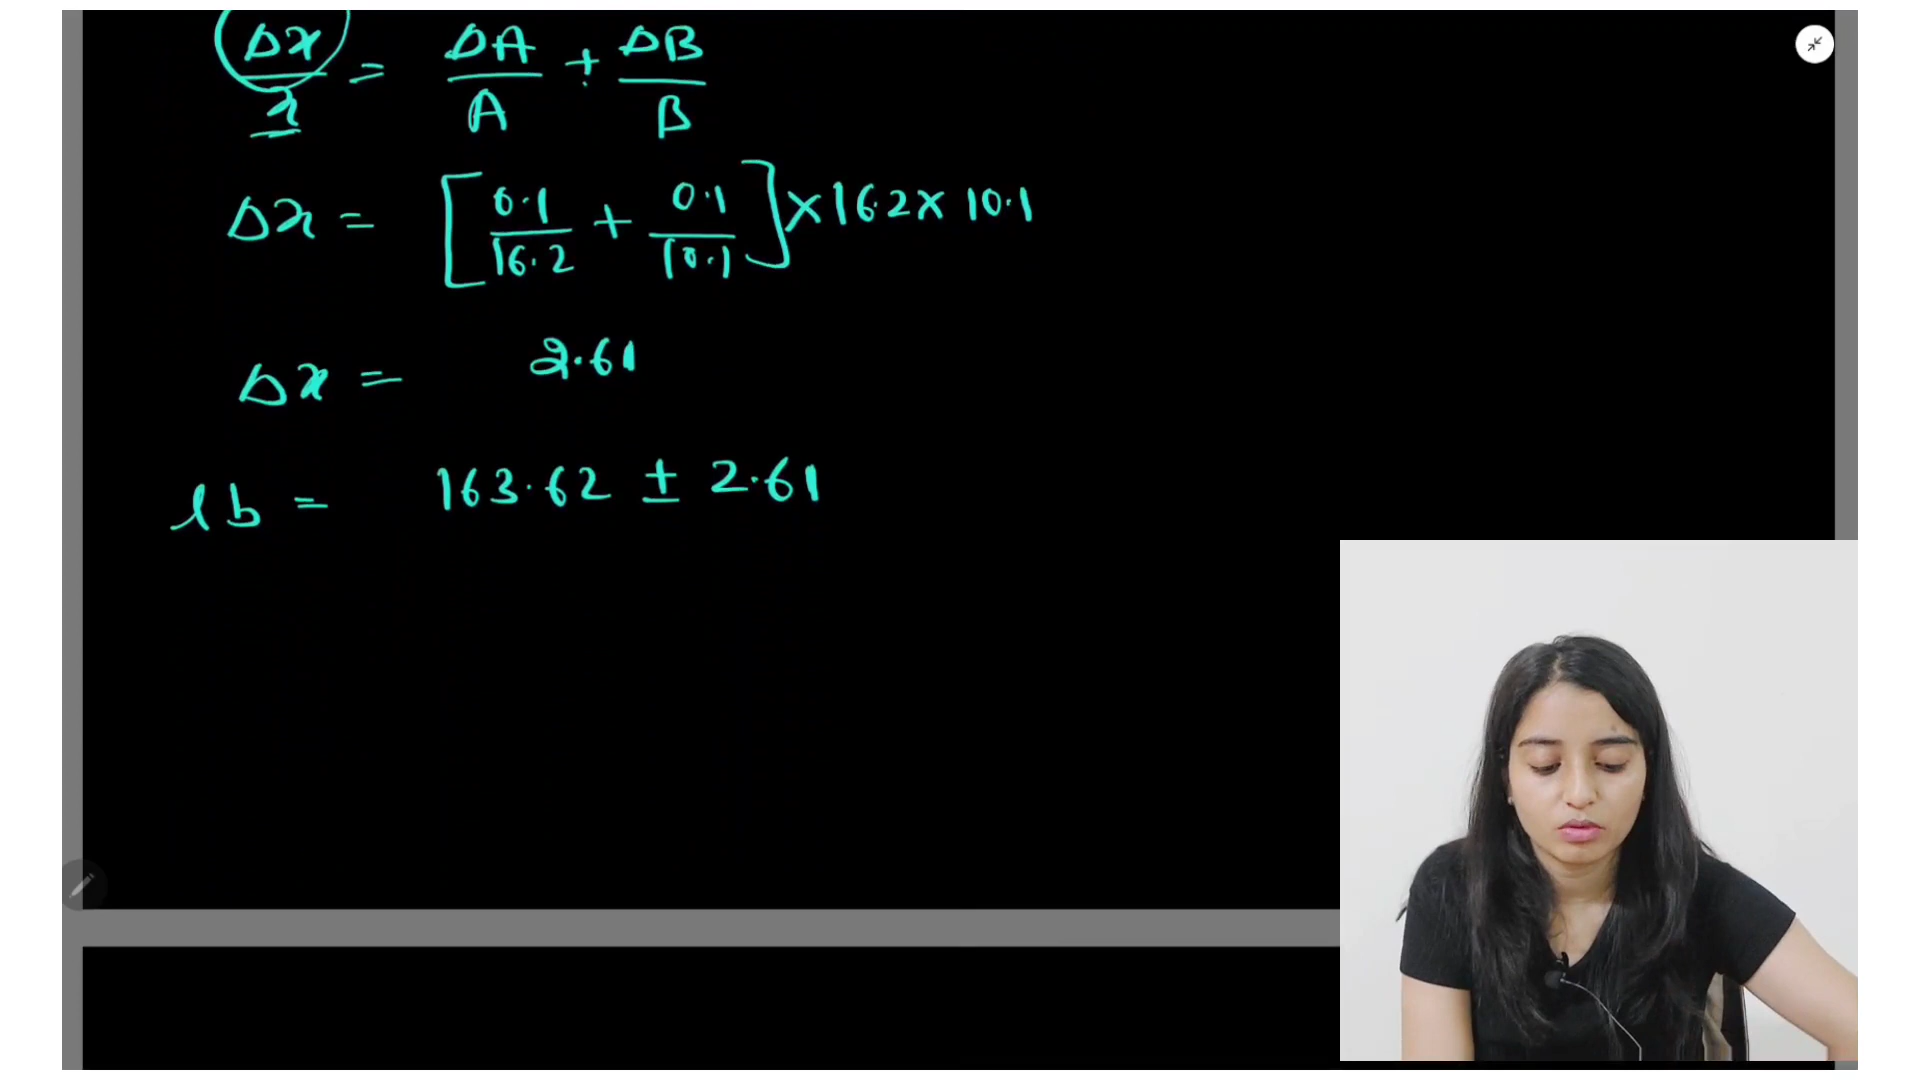 Δx/x = ΔA/A + ΔB/B
Δx = [0.1/16.2 + 0.1/10.1] × 16.2 × 10.1
Δx = 2.61
lb = 163.62 ± 2.61